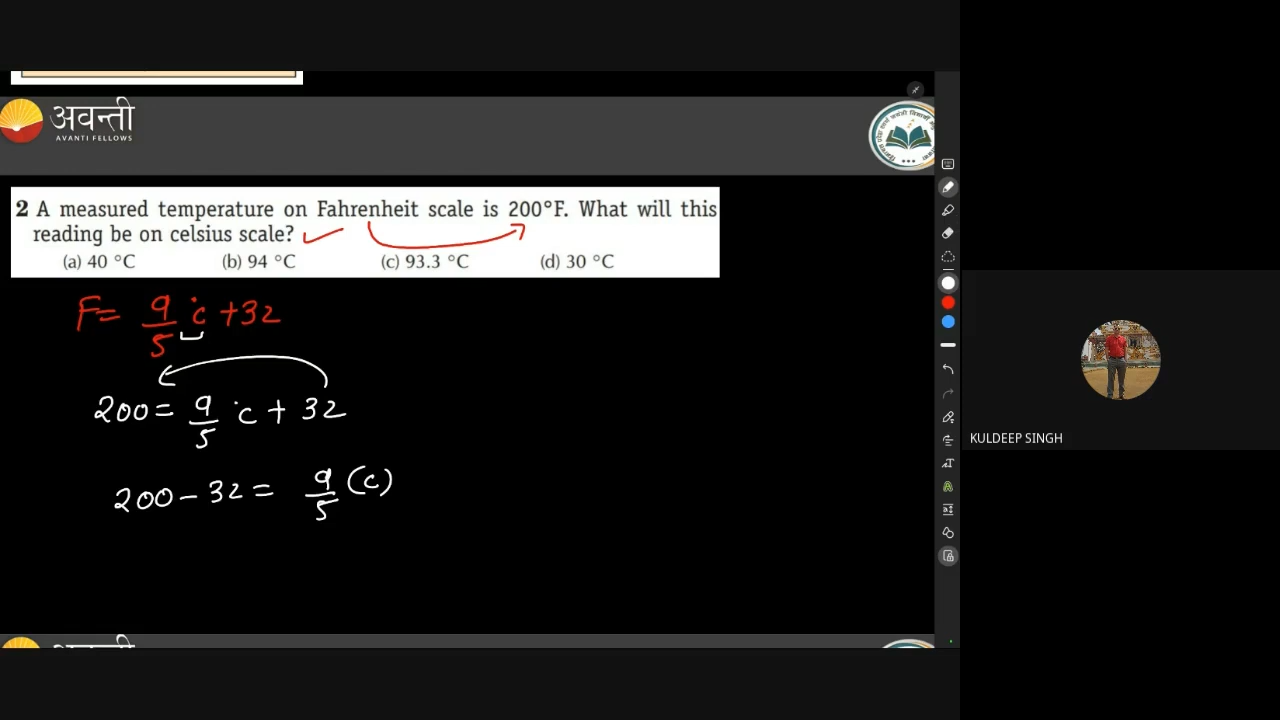 अवन्ती
AVANTI FELLOWS
2 A measured temperature on Fahrenheit scale is 200°F. What will this
reading be on celsius scale?
(a) 40 °C (b) 94 °C (c) 93.3 °C (d) 30 °C
F= 9/5 °c +32
200= 9/5 °c + 32
200-32= 9/5 (c)
KULDEEP SINGH